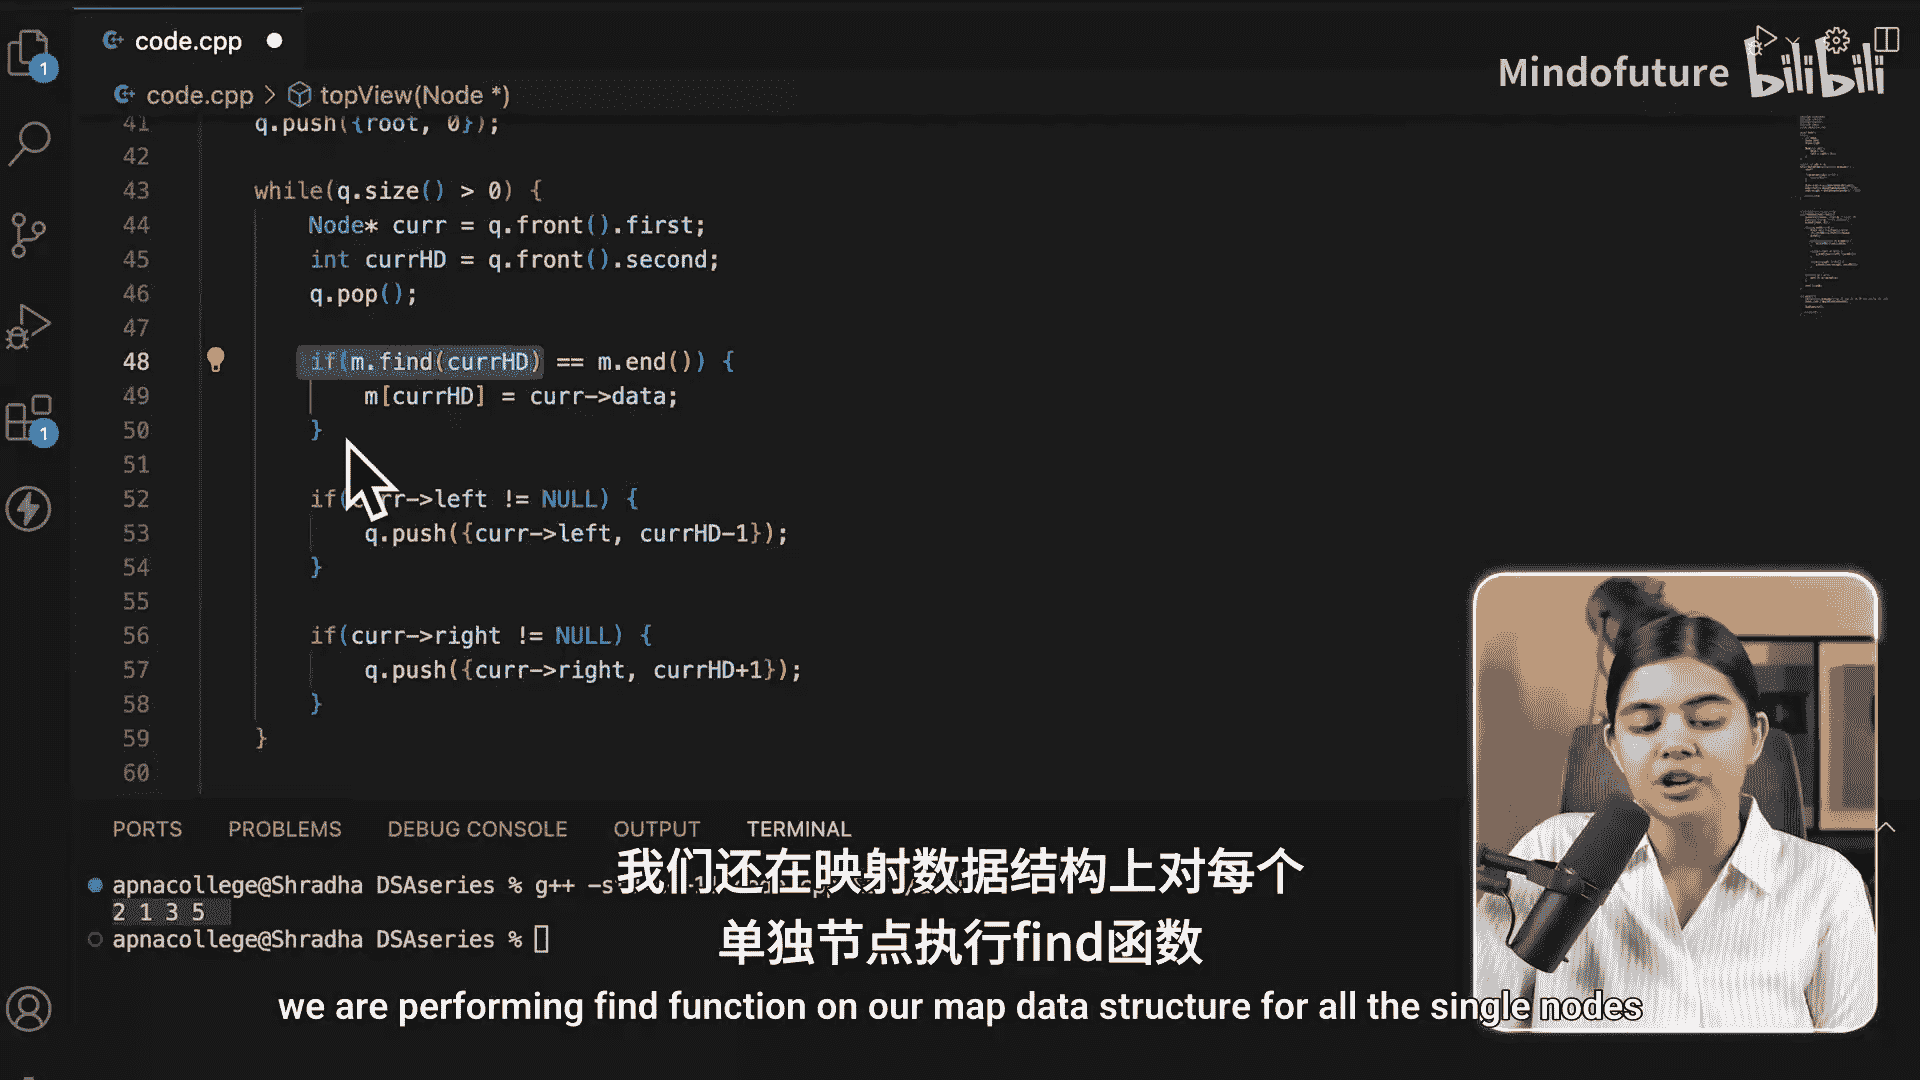 code.cpp
Mindofuture bilibili
code.cpp > topView(Node *)
41 q.push({root, 0});
42
43 while(q.size() > 0) {
44 Node* curr = q.front().first;
45 int currHD = q.front().second;
46 q.pop();
47
48 if(m.find(currHD) == m.end()) {
49 m[currHD] = curr->data;
50 }
51
52 if(curr->left != NULL) {
53 q.push({curr->left, currHD-1});
54 }
55
56 if(curr->right != NULL) {
57 q.push({curr->right, currHD+1});
58 }
59 }
60
1
1
PORTS PROBLEMS DEBUG CONSOLE OUTPUT TERMINAL
apnacollege@Shradha DSAseries % g++
2 1 3 5
apnacollege@Shradha DSAseries %
我们还在映射数据结构上对每个
单独节点执行find函数
we are performing find function on our map data structure for all the single nodes